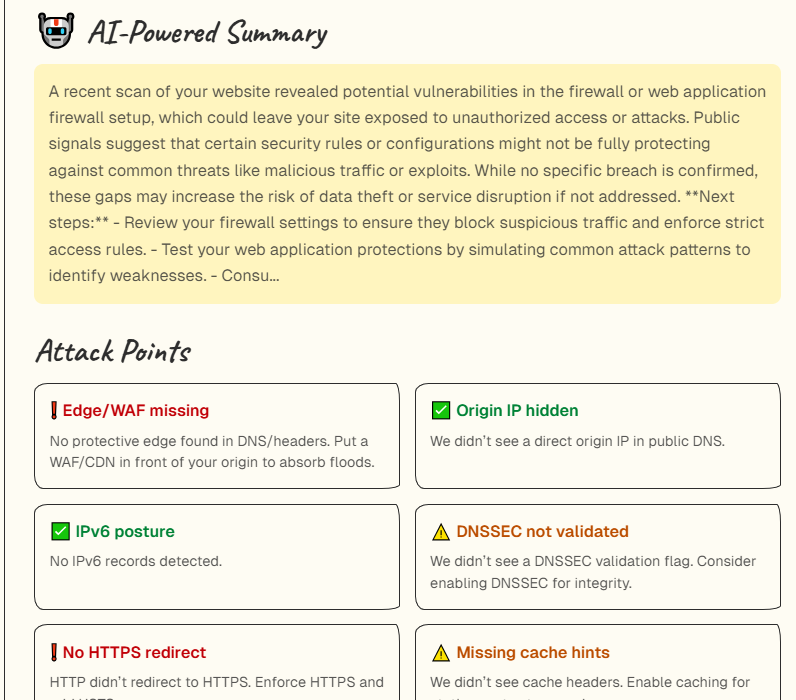 AI-Powered Summary
A recent scan of your website revealed potential vulnerabilities in the firewall or web application
firewall setup, which could leave your site exposed to unauthorized access or attacks. Public
signals suggest that certain security rules or configurations might not be fully protecting
against common threats like malicious traffic or exploits. While no specific breach is confirmed,
these gaps may increase the risk of data theft or service disruption if not addressed. **Next
steps:** - Review your firewall settings to ensure they block suspicious traffic and enforce strict
access rules. - Test your web application protections by simulating common attack patterns to
identify weaknesses. - Consu...
Attack Points
Edge/WAF missing
No protective edge found in DNS/headers. Put a
WAF/CDN in front of your origin to absorb floods.
Origin IP hidden
We didn't see a direct origin IP in public DNS.
IPv6 posture
No IPv6 records detected.
DNSSEC not validated
We didn't see a DNSSEC validation flag. Consider
enabling DNSSEC for integrity.
No HTTPS redirect
HTTP didn't redirect to HTTPS. Enforce HTTPS and
Missing cache hints
We didn't see cache headers. Enable caching for